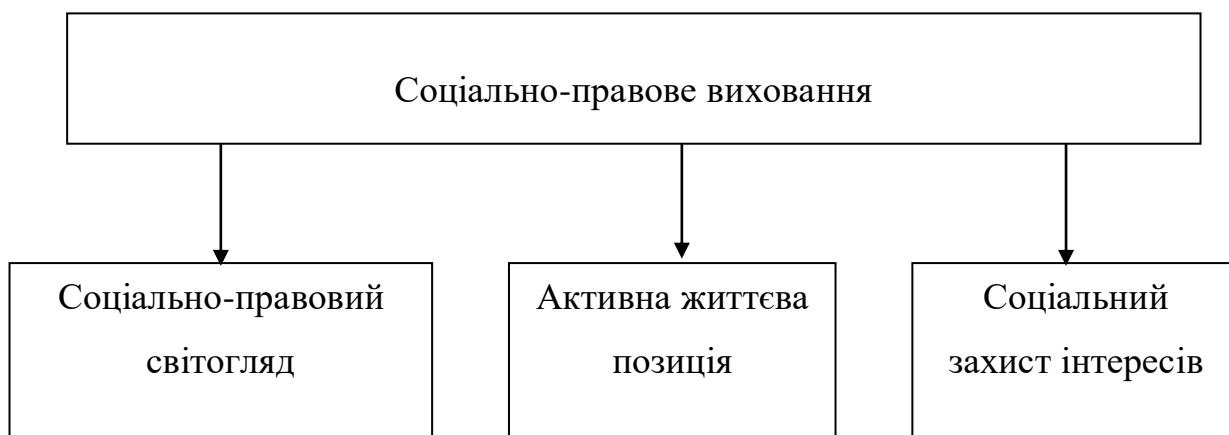 Соціально-правове виховання
Соціально-правовий
світогляд
Активна життєва
позиція
Соціальний
захист інтересів